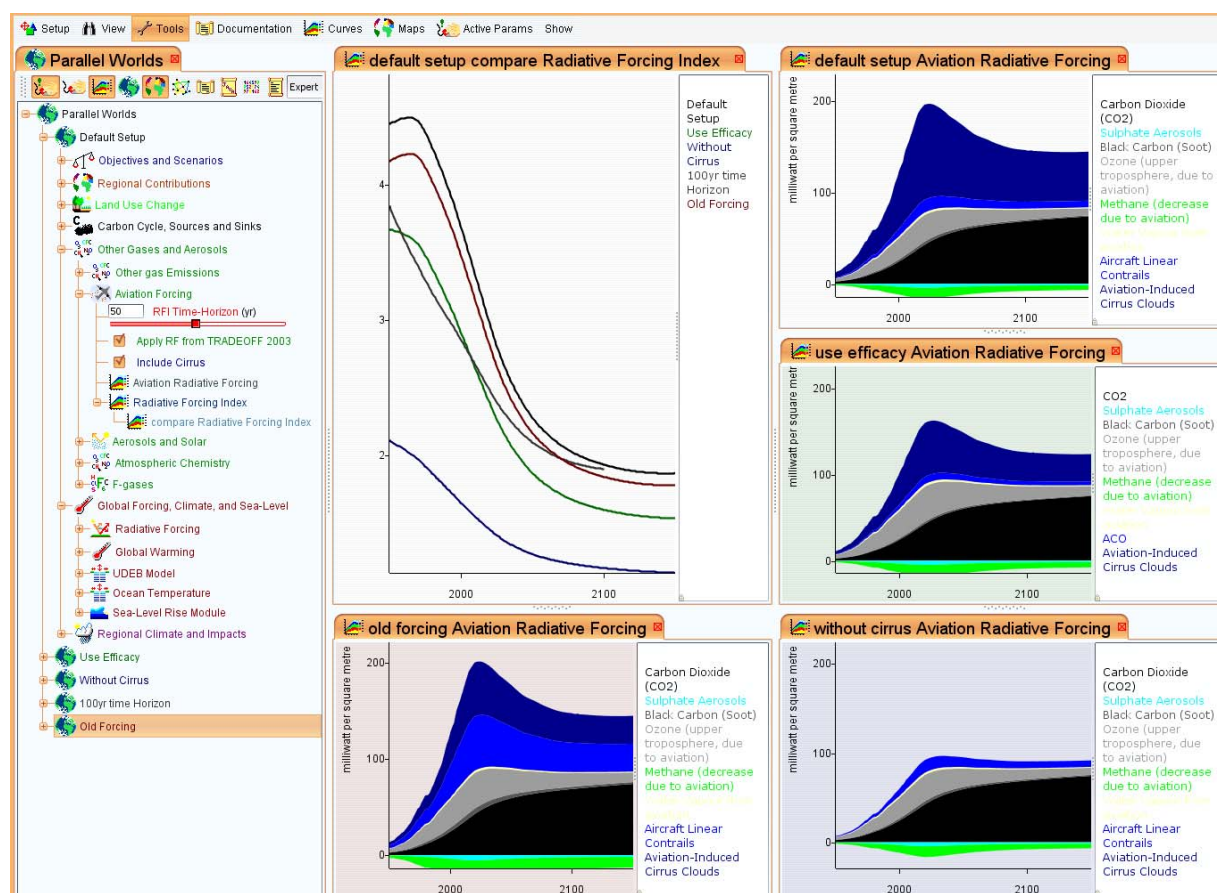 Setup View Tools Documentation Curves Maps Active Params Show
Parallel Worlds
Expert
Parallel Worlds
Default Setup
Objectives and Scenarios
Regional Contributions
Land Use Change
Carbon Cycle, Sources and Sinks
Other Gases and Aerosols
Other gas Emissions
Aviation Forcing
50 RFI Time-Horizon (yr)
Apply RF from TRADEOFF 2003
Include Cirrus
Aviation Radiative Forcing
Radiative Forcing Index
compare Radiative Forcing Index
Aerosols and Solar
Atmospheric Chemistry
F-gases
Global Forcing, Climate, and Sea-Level
Radiative Forcing
Global Warming
UDEB Model
Ocean Temperature
Sea-Level Rise Module
Regional Climate and Impacts
Use Efficacy
Without Cirrus
100yr time Horizon
Old Forcing
default setup compare Radiative Forcing Index
4
3
2
2000 2100
Default
Setup
Use Efficacy
Without
Cirrus
100yr time
Horizon
Old Forcing
default setup Aviation Radiative Forcing
milliwatt per square metre
200
100
0
2000 2100
Carbon Dioxide
(CO2)
Sulphate Aerosols
Black Carbon (Soot)
Ozone (upper
troposphere, due
to aviation)
Methane (decrease
due to aviation)
Aircraft Linear
Contrails
Aviation-Induced
Cirrus Clouds
use efficacy Aviation Radiative Forcing
milliwatt per square metr
200
100
0
2000 2100
CO2
Sulphate Aerosols
Black Carbon (Soot)
Ozone (upper
troposphere, due
to aviation)
Methane (decrease
due to aviation)
ACO
Aviation-Induced
Cirrus Clouds
old forcing Aviation Radiative Forcing
milliwatt per square metre
200
100
0
2000 2100
Carbon Dioxide
(CO2)
Sulphate Aerosols
Black Carbon (Soot)
Ozone (upper
troposphere, due
to aviation)
Methane (decrease
due to aviation)
Aircraft Linear
Contrails
Aviation-Induced
Cirrus Clouds
without cirrus Aviation Radiative Forcing
milliwatt per square metre
200
100
0
2000 2100
Carbon Dioxide
(CO2)
Sulphate Aerosols
Black Carbon (Soot)
Ozone (upper
troposphere, due
to aviation)
Methane (decrease
due to aviation)
Aircraft Linear
Contrails
Aviation-Induced
Cirrus Clouds